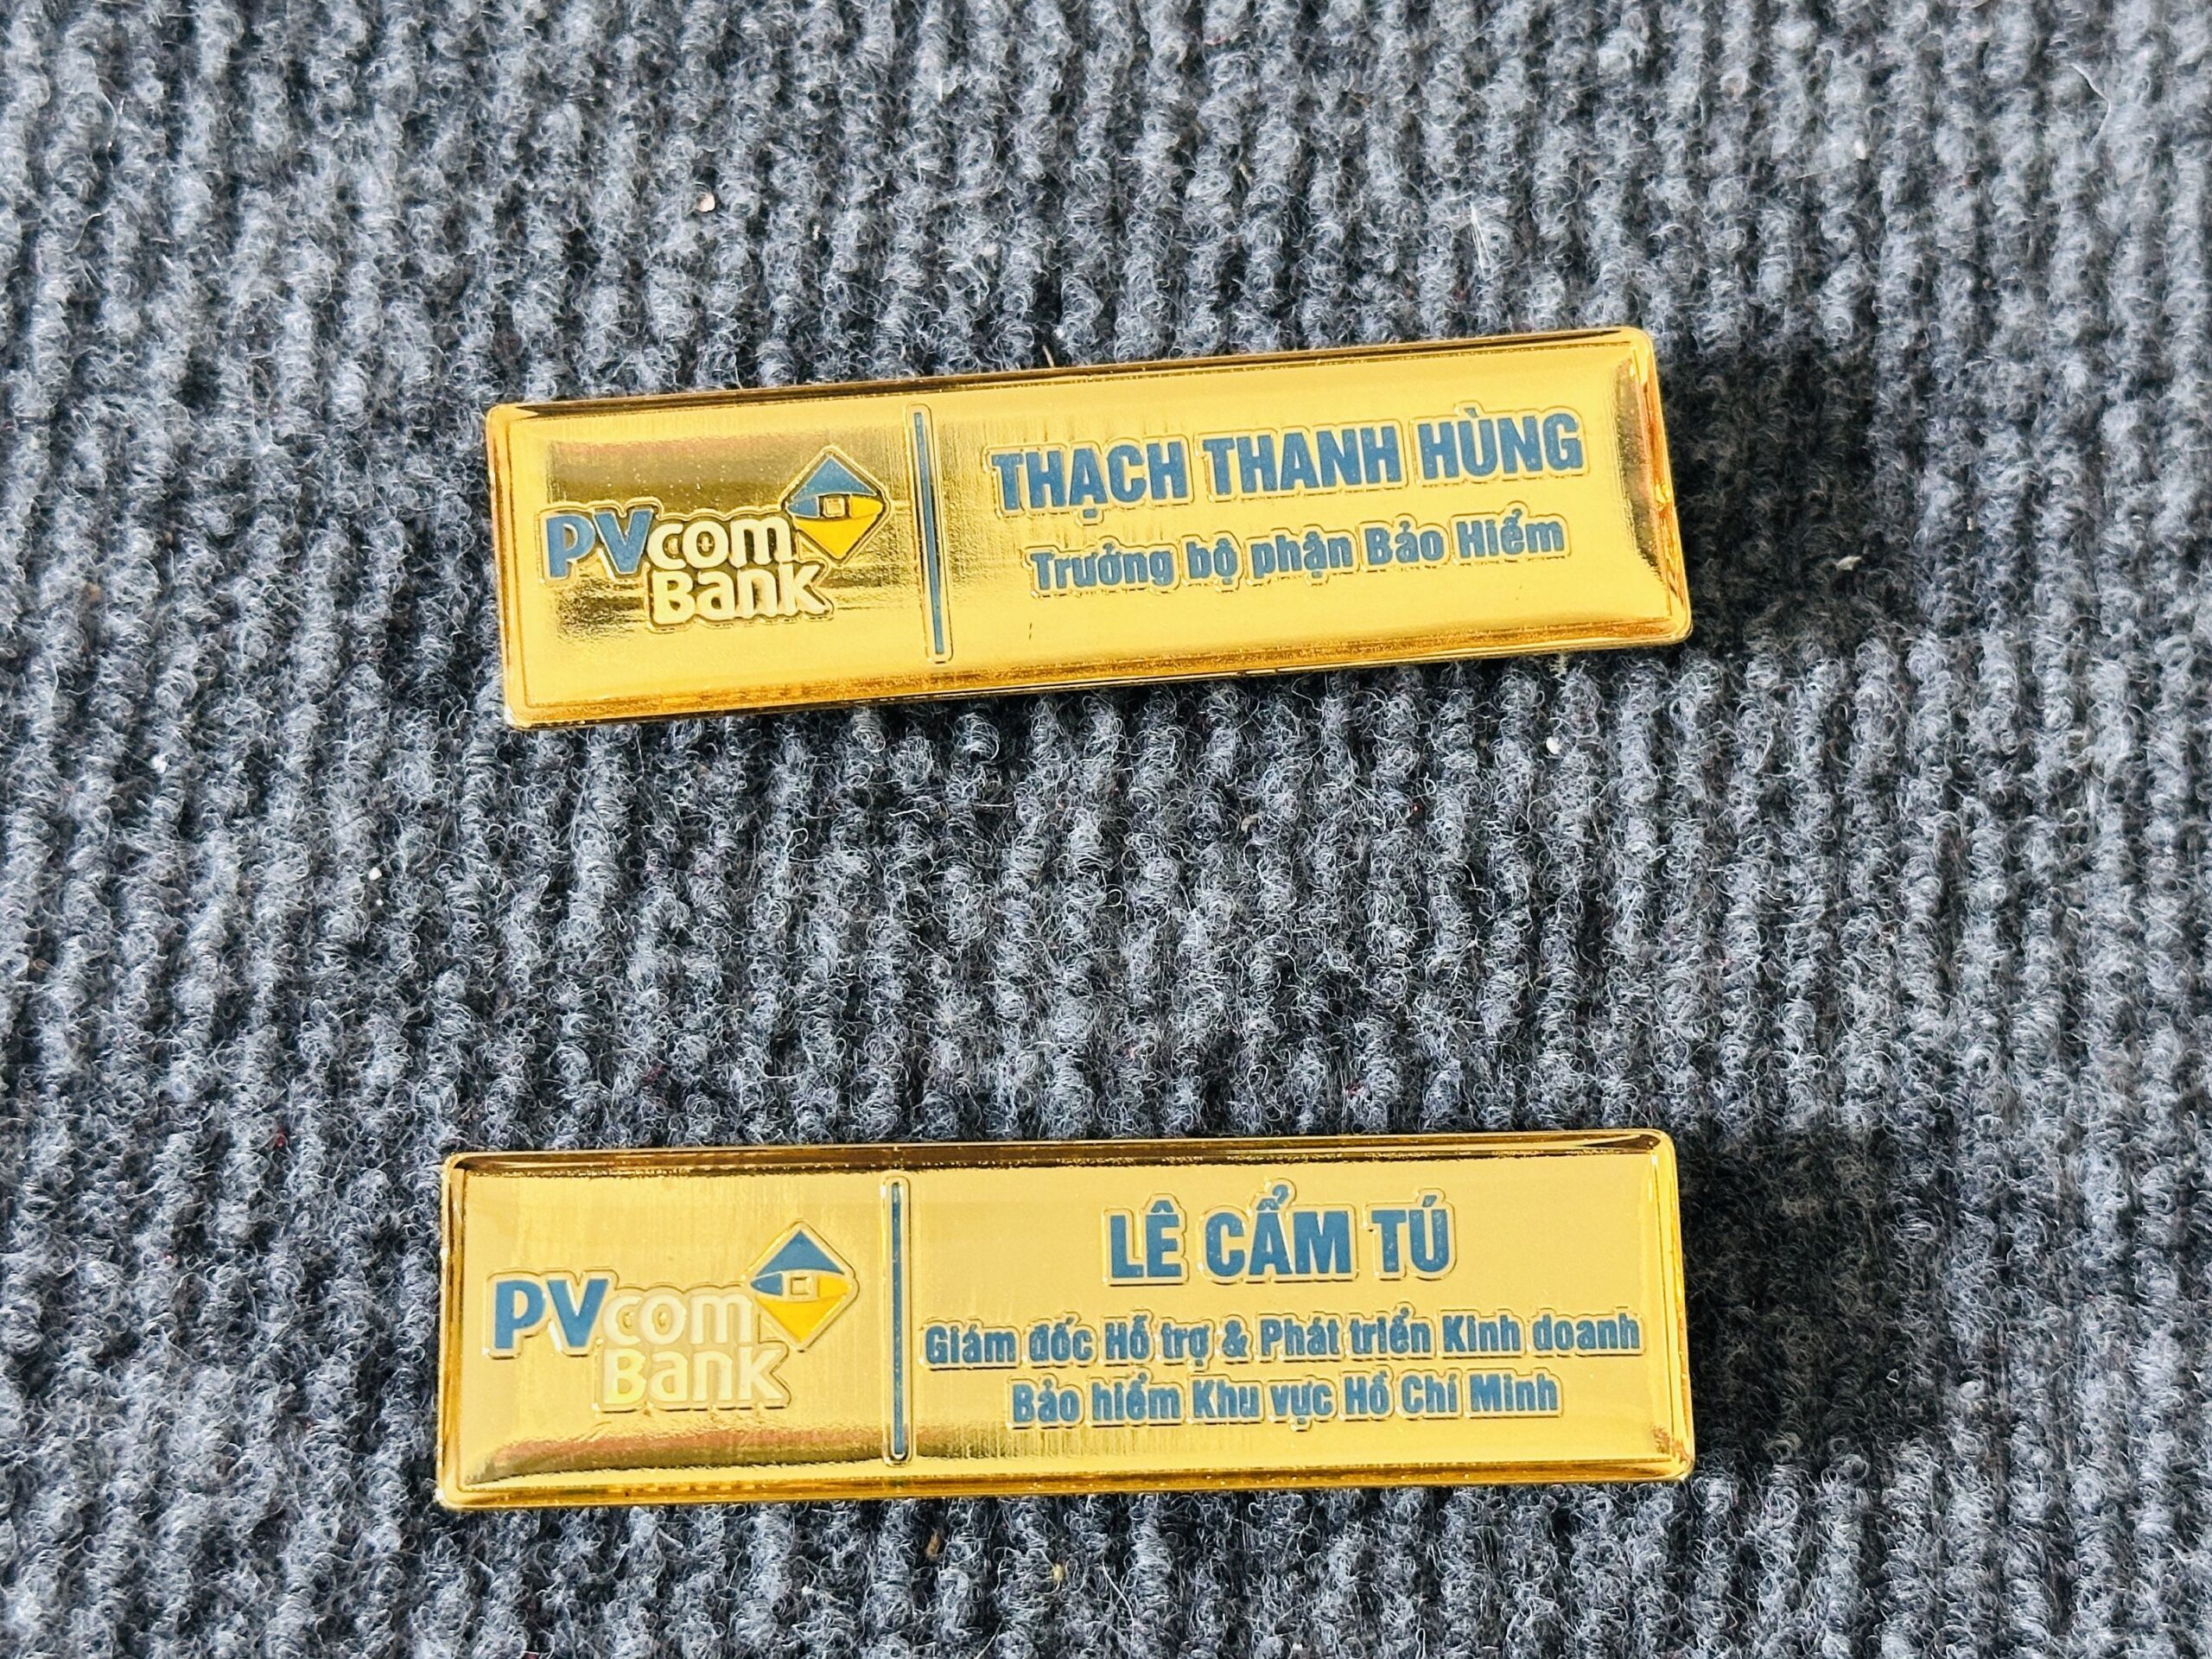 PVcom
Bank
THẠCH THANH HÙNG
Trưởng bộ phận Bảo Hiểm
PVcom
Bank
LÊ CẨM TÚ
Giám đốc Hỗ trợ & Phát triển Kinh doanh
Bảo hiểm Khu vực Hồ Chí Minh